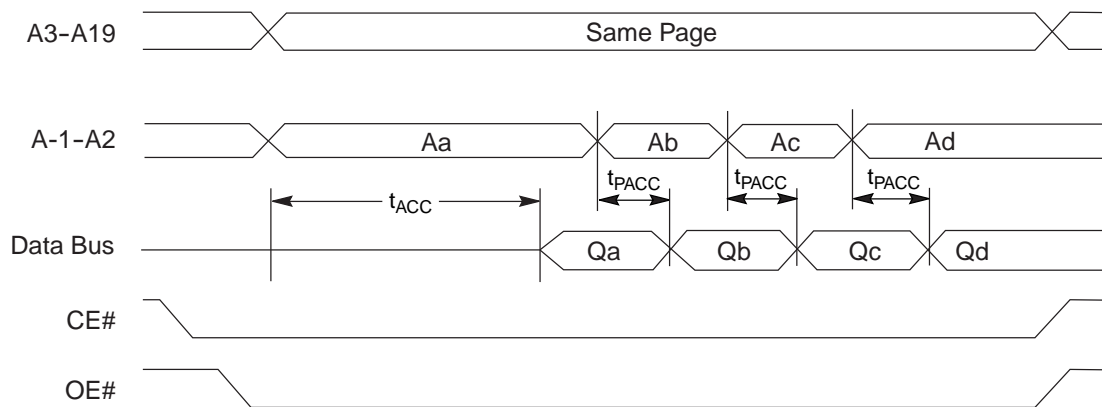 A3–A19
Same Page
A-1–A2
Aa
Ab
Ac
Ad
tACC
tPACC
tPACC
tPACC
Data Bus
Qa
Qb
Qc
Qd
CE#
OE#